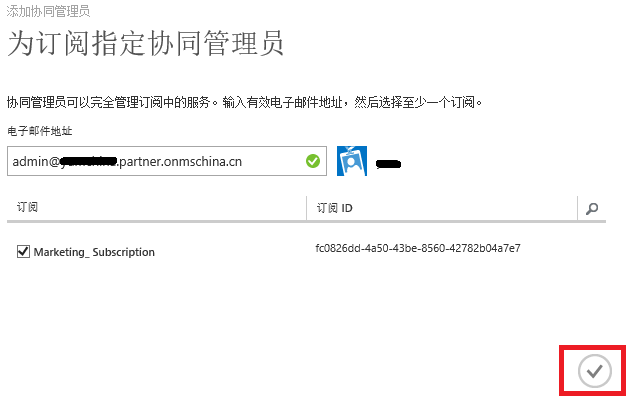 添加协同管理员
为订阅指定协同管理员
协同管理员可以完全管理订阅中的服务。输入有效电子邮件地址，然后选择至少一个订阅。
电子邮件地址
admin@ .partner.onmschina.cn
订阅 订阅 ID
Marketing_ Subscription fc0826dd-4a50-43be-8560-42782b04a7e7